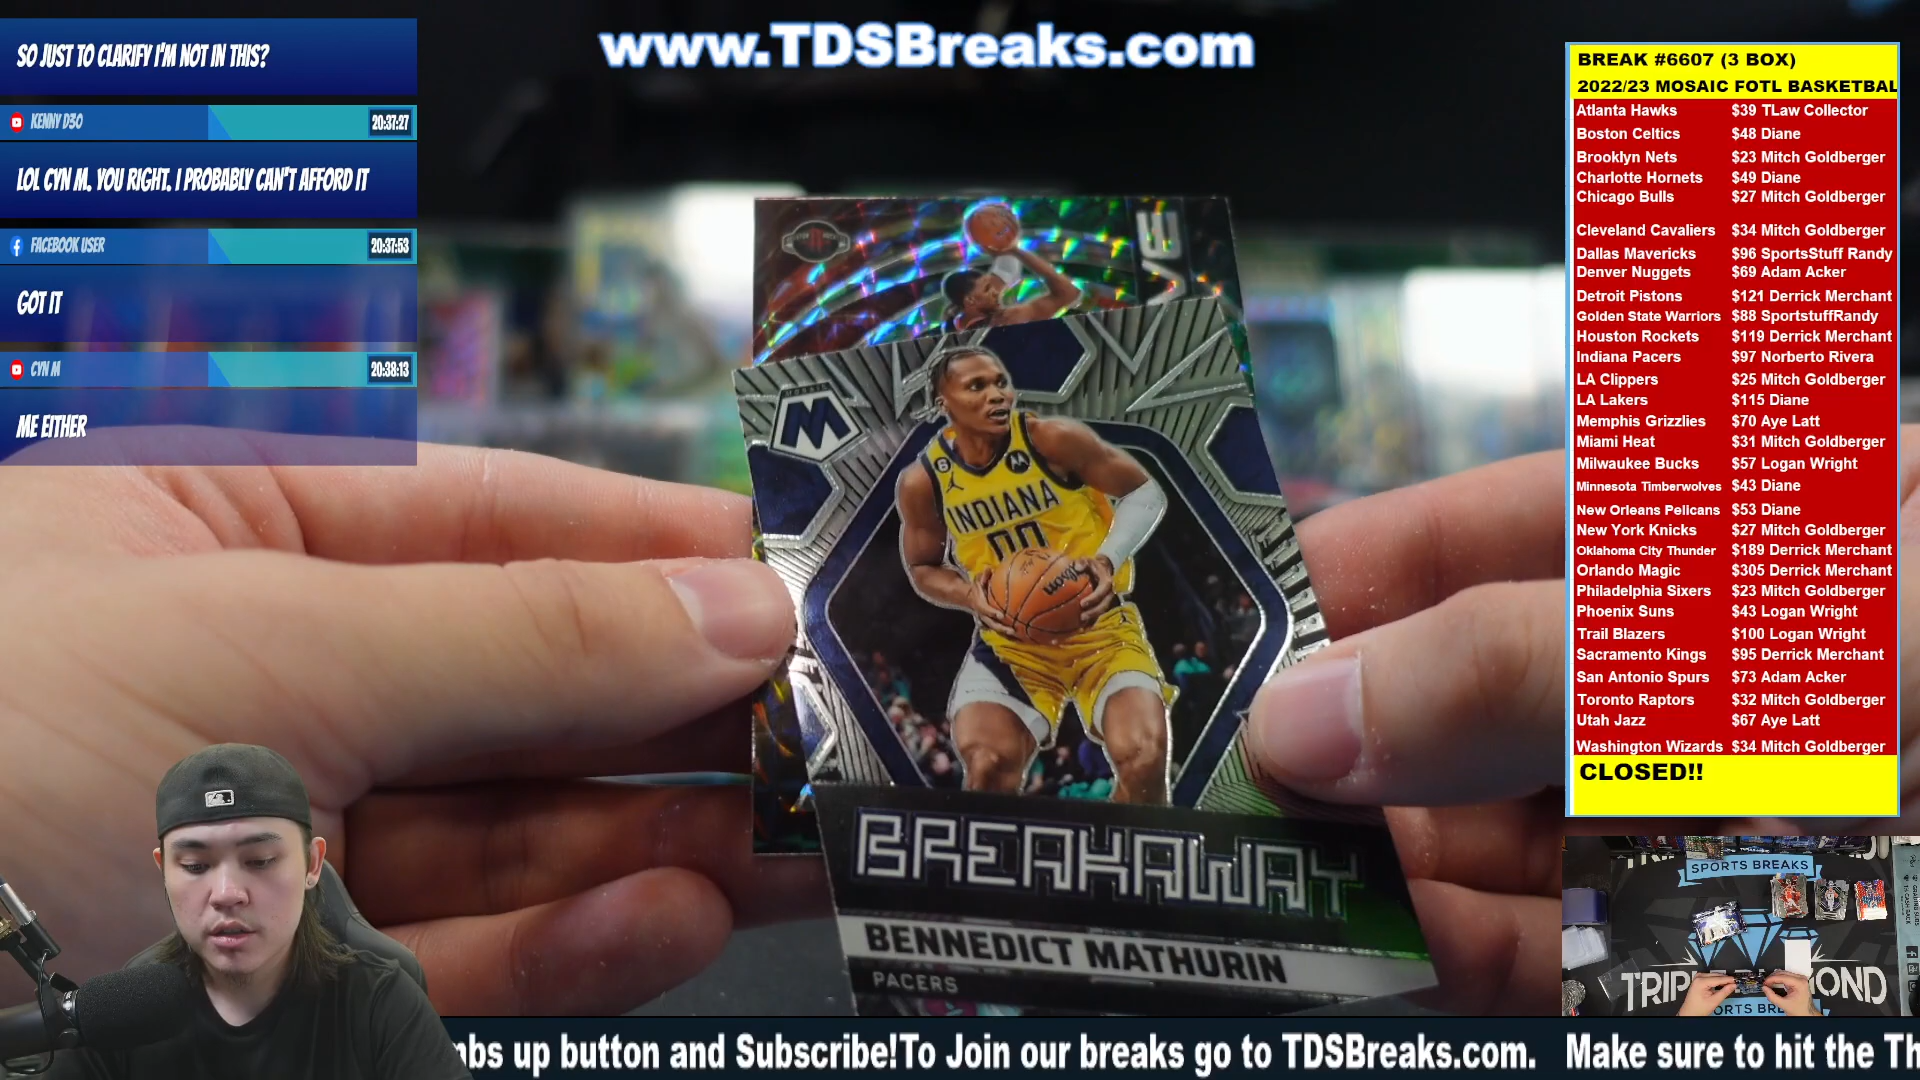 www.TDSBreaks.com
SO JUST TO CLARIFY I'M NOT IN THIS?
KENNY D30
20:37:27
LOL CYN M. YOU RIGHT. I PROBABLY CAN'T AFFORD IT
FACEBOOK USER
20:37:53
GOT IT
CYN M
20:38:13
ME EITHER
MOSAIC
M
6
INDIANA
00
BREAKAWAY
BENNEDICT MATHURIN
PACERS
BREAK #6607 (3 BOX)
2022/23 MOSAIC FOTL BASKETBAL
Atlanta Hawks $39 TLaw Collector
Boston Celtics $48 Diane
Brooklyn Nets $23 Mitch Goldberger
Charlotte Hornets $49 Diane
Chicago Bulls $27 Mitch Goldberger
Cleveland Cavaliers $34 Mitch Goldberger
Dallas Mavericks $96 SportsStuff Randy
Denver Nuggets $69 Adam Acker
Detroit Pistons $121 Derrick Merchant
Golden State Warriors $88 SportstuffRandy
Houston Rockets $119 Derrick Merchant
Indiana Pacers $97 Norberto Rivera
LA Clippers $25 Mitch Goldberger
LA Lakers $115 Diane
Memphis Grizzlies $70 Aye Latt
Miami Heat $31 Mitch Goldberger
Milwaukee Bucks $57 Logan Wright
Minnesota Timberwolves $43 Diane
New Orleans Pelicans $53 Diane
New York Knicks $27 Mitch Goldberger
Oklahoma City Thunder $189 Derrick Merchant
Orlando Magic $305 Derrick Merchant
Philadelphia Sixers $23 Mitch Goldberger
Phoenix Suns $43 Logan Wright
Trail Blazers $100 Logan Wright
Sacramento Kings $95 Derrick Merchant
San Antonio Spurs $73 Adam Acker
Toronto Raptors $32 Mitch Goldberger
Utah Jazz $67 Aye Latt
Washington Wizards $34 Mitch Goldberger
CLOSED!!
SPORTS BREAKS
mbs up button and Subscribe!To Join our breaks go to TDSBreaks.com. Make sure to hit the Th